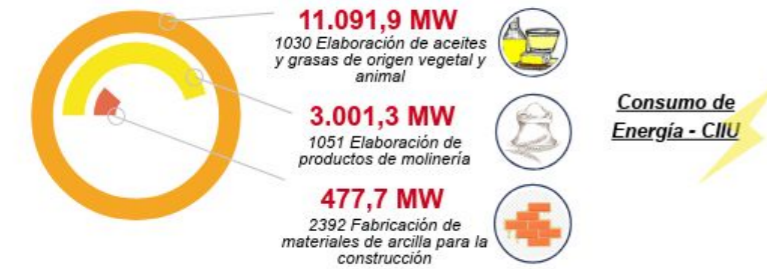 11.091,9 MW
1030 Elaboración de aceites
y grasas de origen vegetal y
animal
3.001,3 MW
1051 Elaboración de
productos de molinería
477,7 MW
2392 Fabricación de
materiales de arcilla para la
construcción
Consumo de
Energía - CIIU